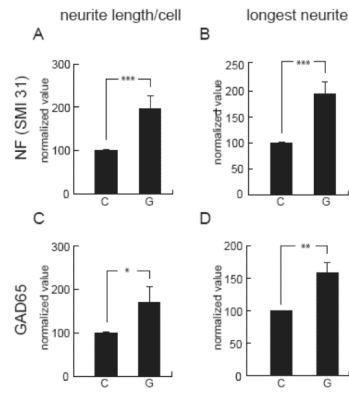 neurite length/cell longest neurite
NF (SMI 31)
A
normalized value
300
200
100
0
***
C G
B
normalized value
250
200
150
100
50
0
***
C G
GAD65
C
normalized value
300
200
100
0
*
C G
D
normalized value
200
150
100
50
0
**
C G